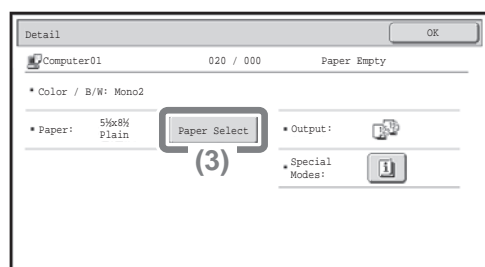 Detail
OK
Computer01 020 / 000 Paper Empty
* Color / B/W: Mono2
* Paper: 5½x8½
Plain
Paper Select
* Output:
(3)
* Special
Modes: